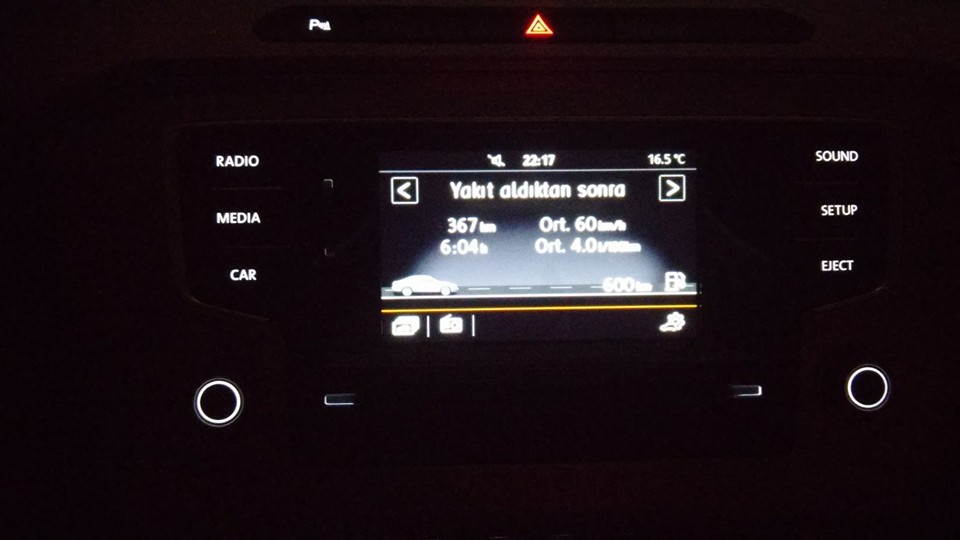 P
RADIO
MEDIA
CAR
22:17 16.5 °C
< Yakıt aldıktan sonra >
367 km Ort. 60 km/h
6:04 h Ort. 4.0 l/100km
600 km
SOUND
SETUP
EJECT